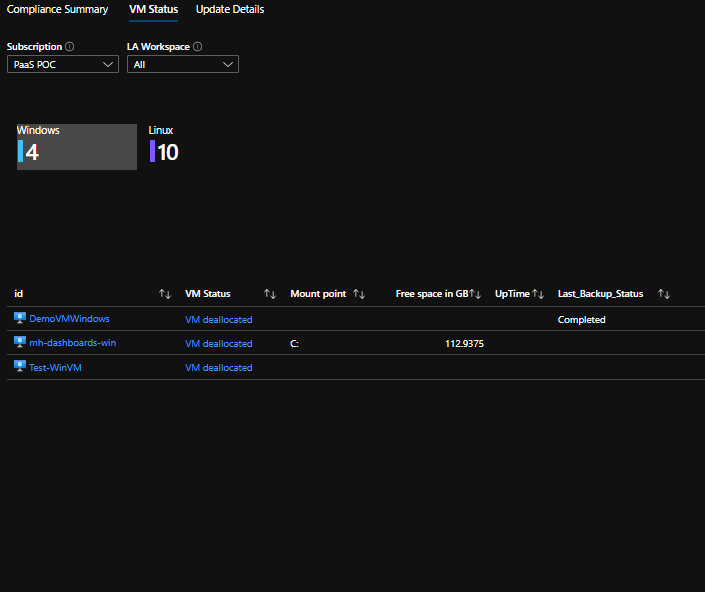 Compliance Summary VM Status Update Details
Subscription LA Workspace
PaaS POC All
Windows Linux
4 10
id VM Status Mount point Free space in GB UpTime Last_Backup_Status
DemoVMWindows VM deallocated Completed
mh-dashboards-win VM deallocated C: 112.9375
Test-WinVM VM deallocated